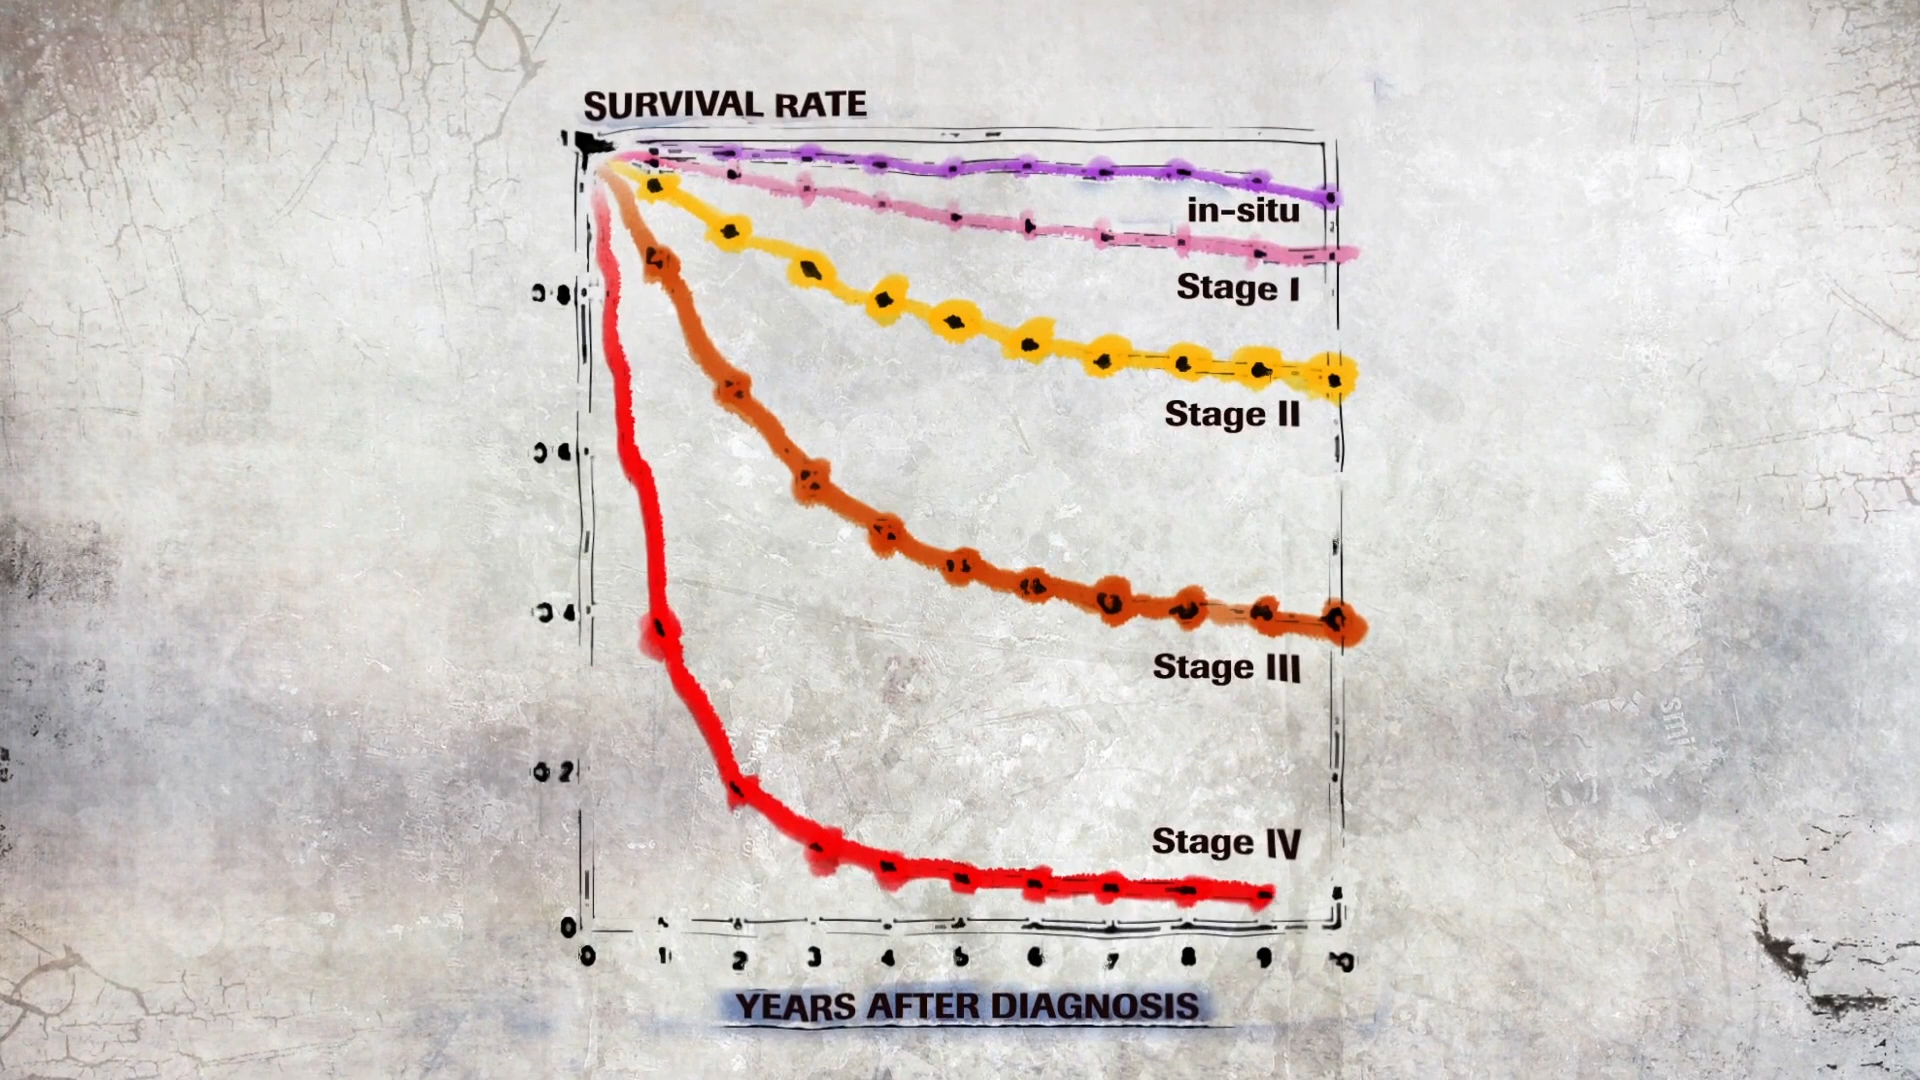 SURVIVAL RATE
1
in-situ
0.8
Stage I
Stage II
0 6
0 4
Stage III
0 2
Stage IV
0
0 1 2 3 4 5 6 7 8 9
YEARS AFTER DIAGNOSIS